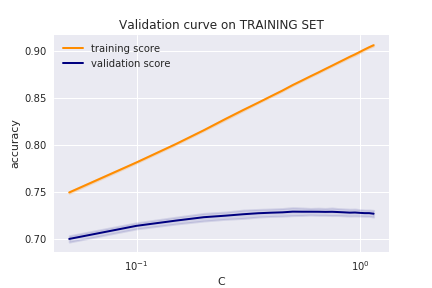 Validation curve on TRAINING SET
training score
validation score
0.90
0.85
0.80
0.75
0.70
accuracy
10⁻¹
10⁰
C